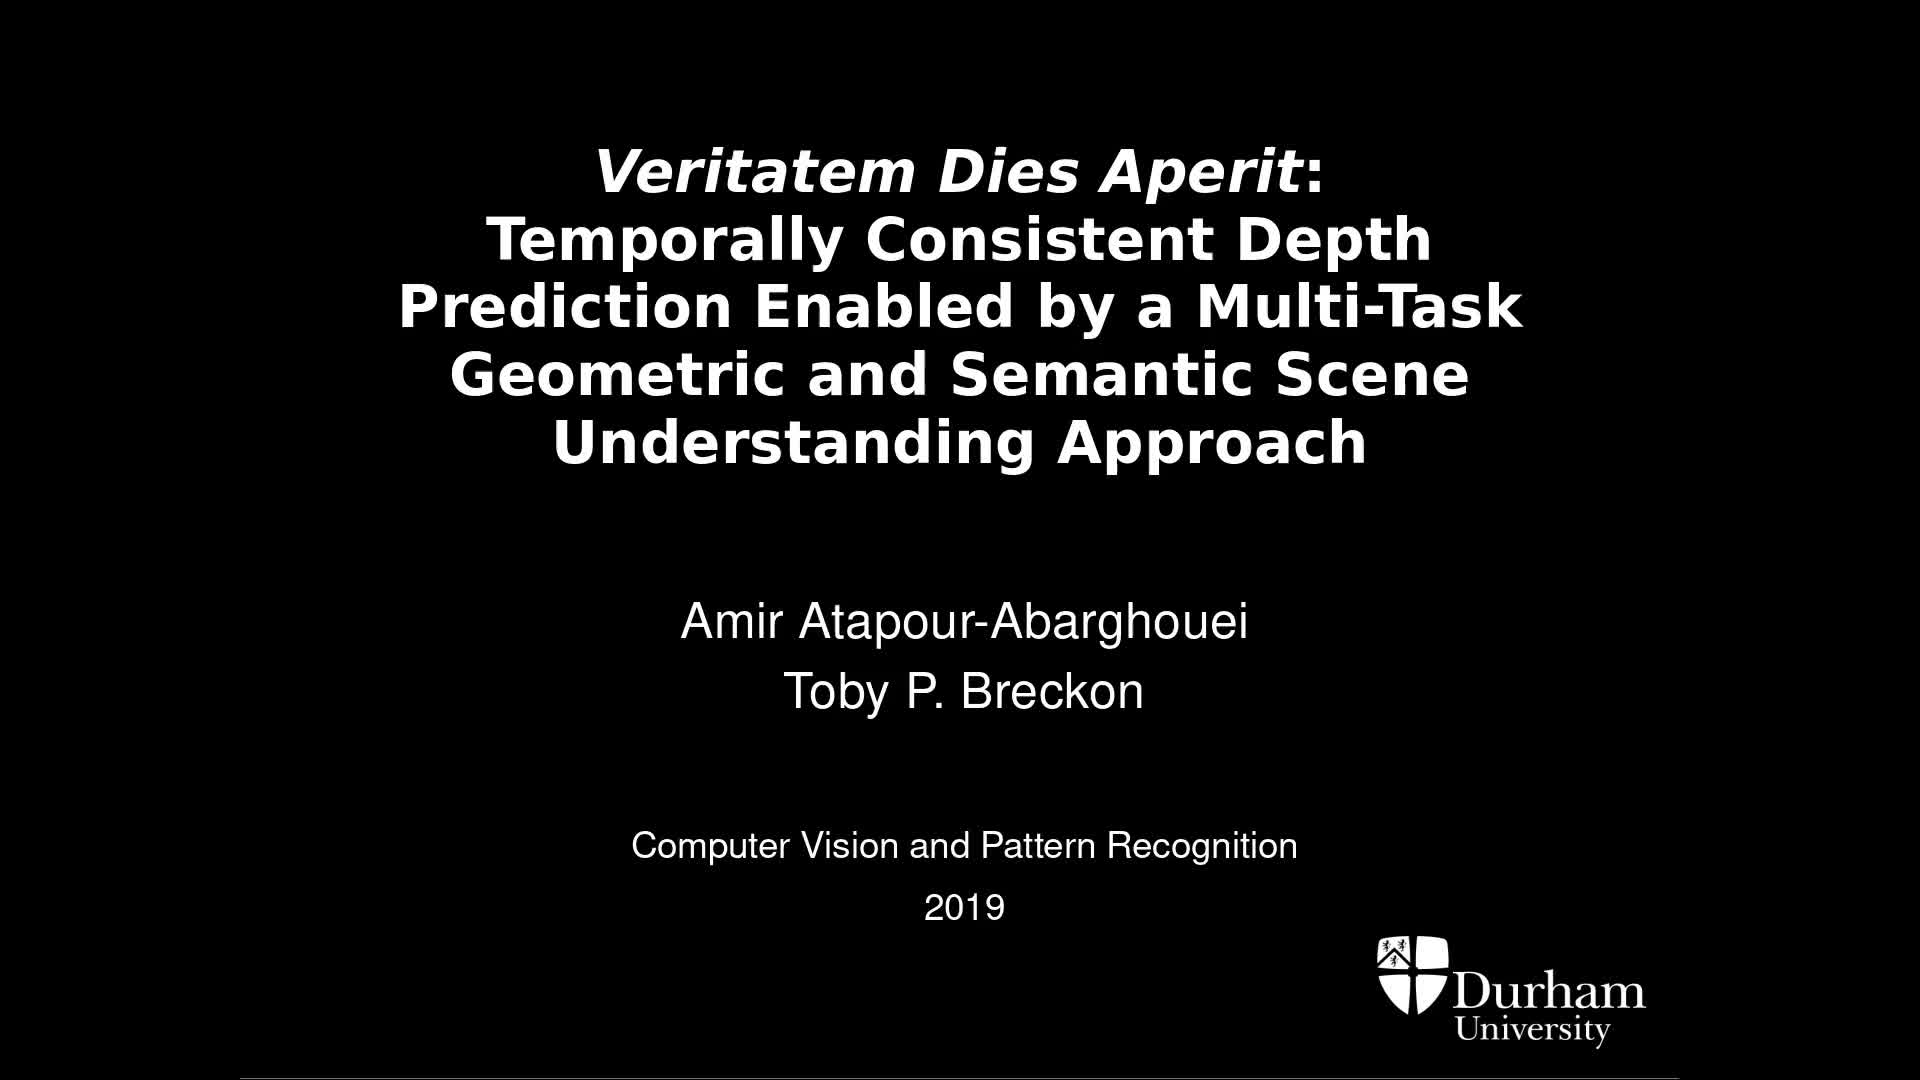 Veritatem Dies Aperit:
Temporally Consistent Depth
Prediction Enabled by a Multi-Task
Geometric and Semantic Scene
Understanding Approach
Amir Atapour-Abarghouei
Toby P. Breckon
Computer Vision and Pattern Recognition
2019
Durham
University